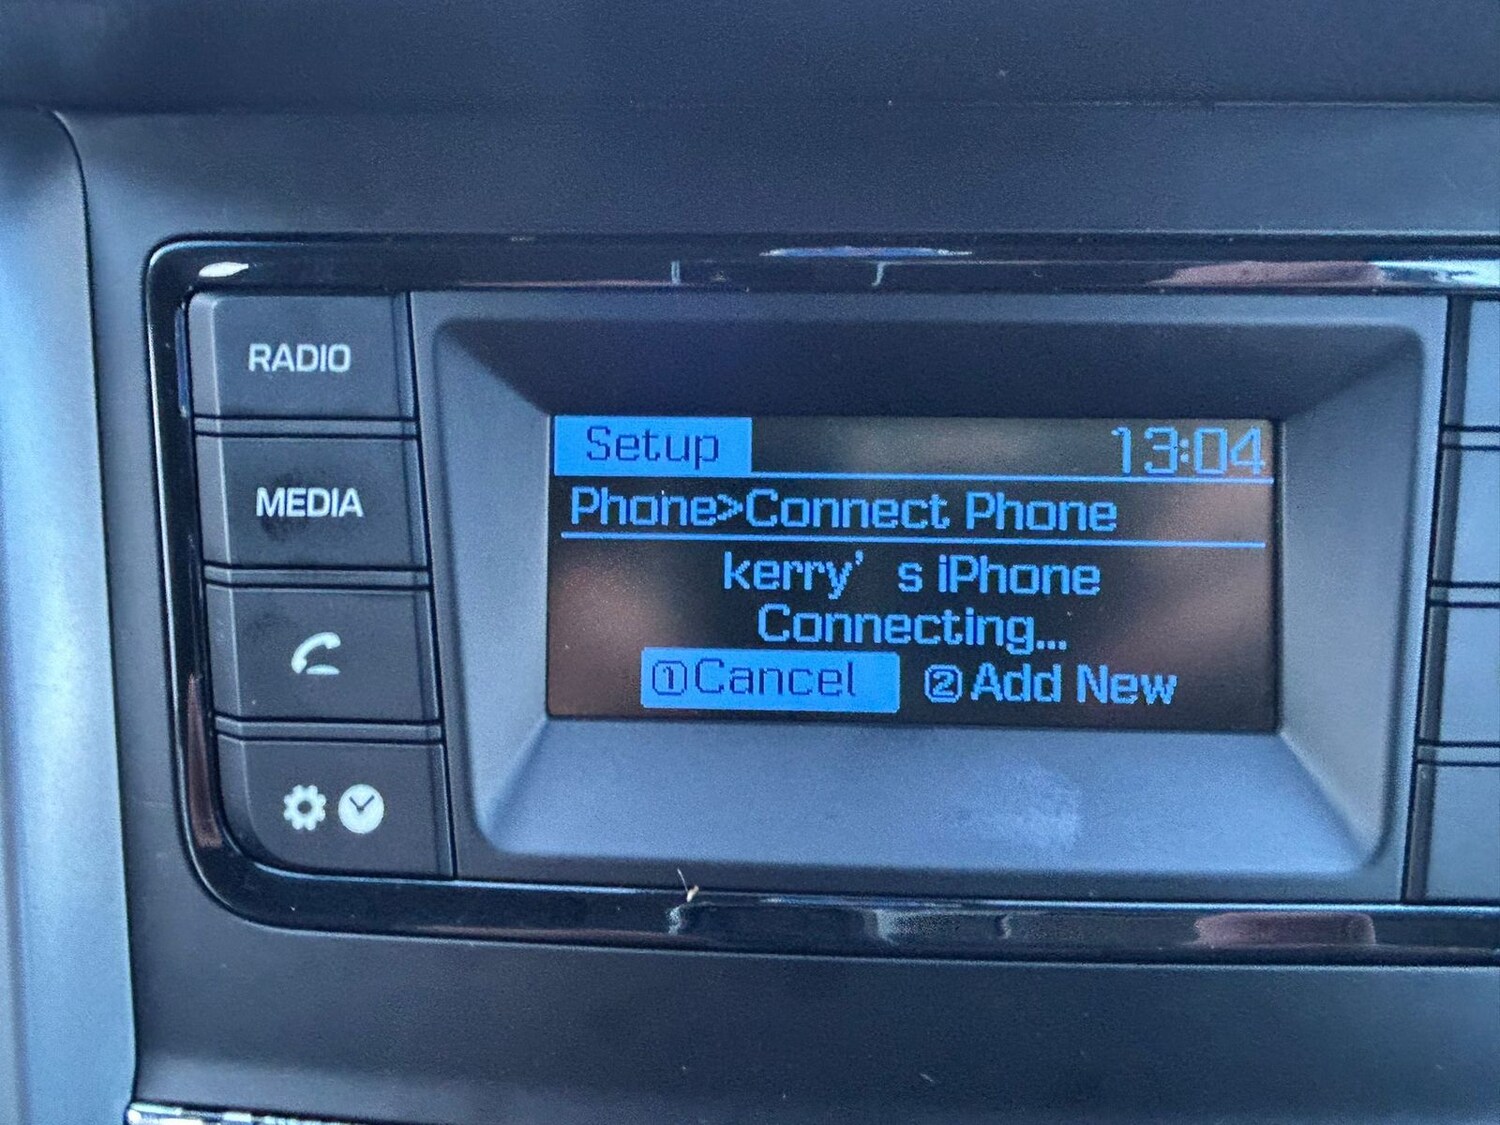 RADIO
MEDIA
Setup 13:04
Phone>Connect Phone
kerry's iPhone
Connecting...
①Cancel ②Add New